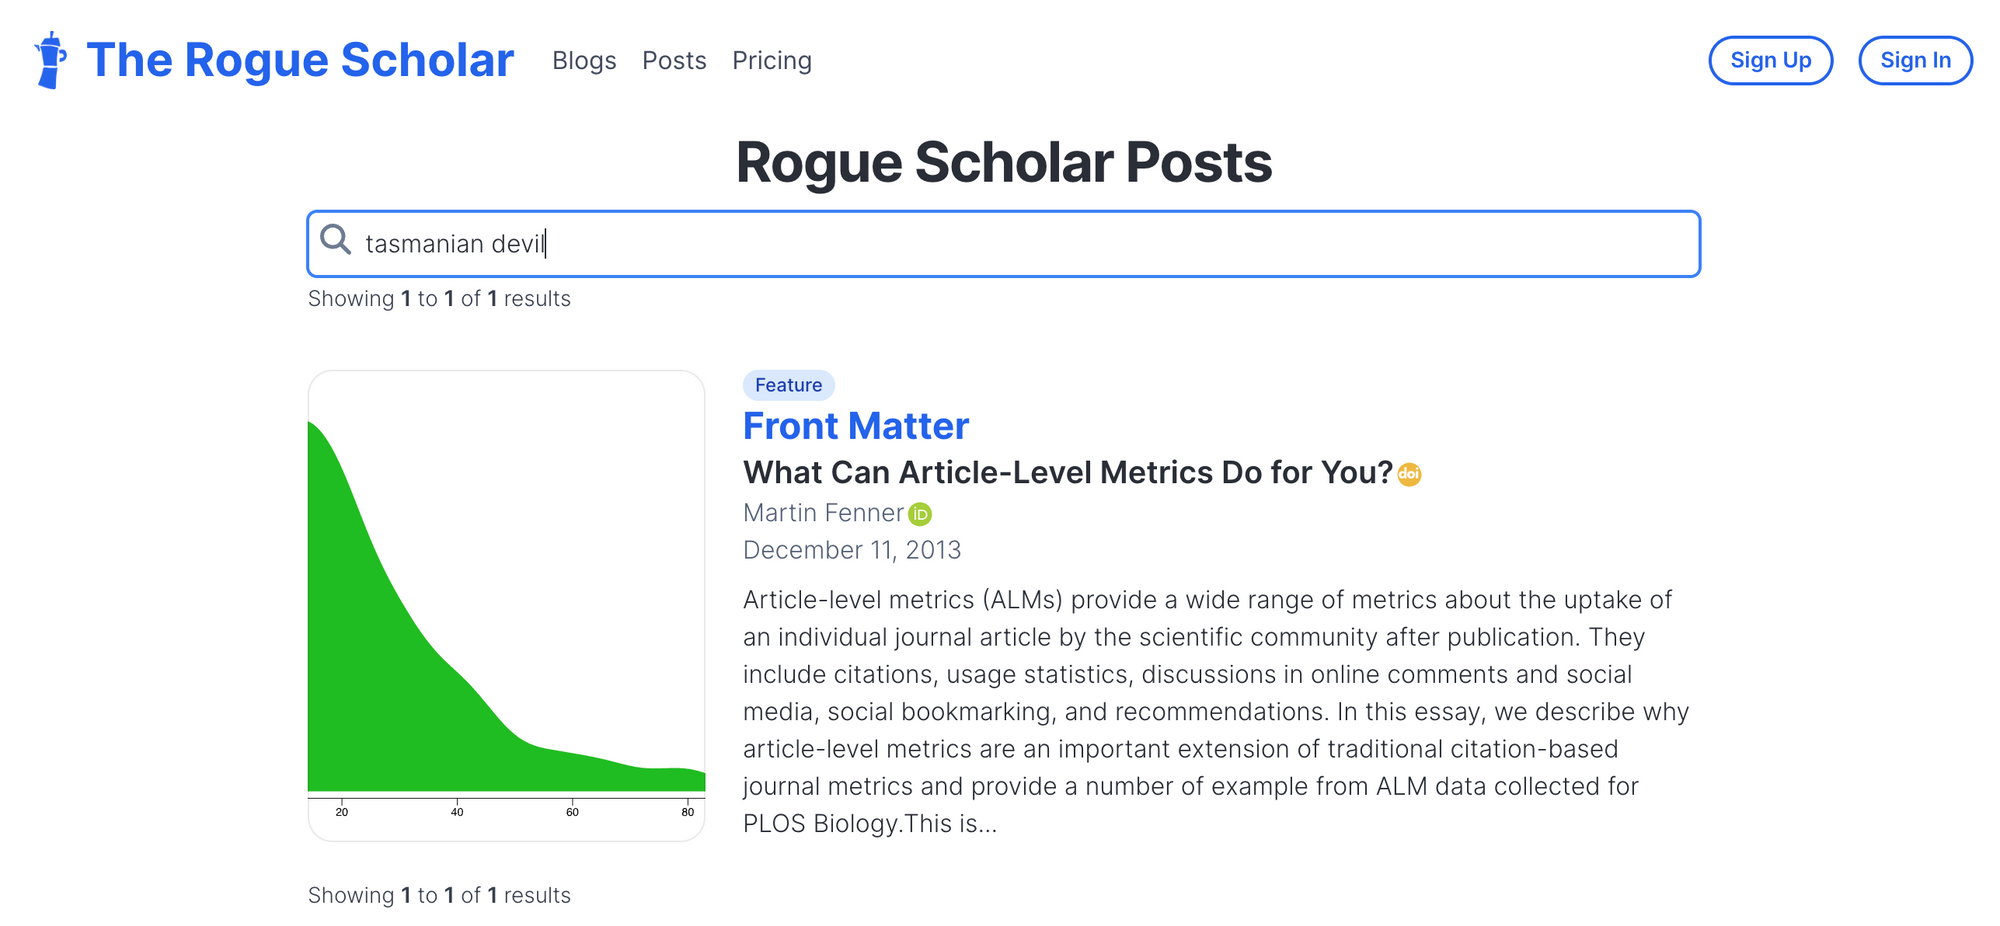 The Rogue Scholar Blogs Posts Pricing Sign Up Sign In
Rogue Scholar Posts
tasmanian devil
Showing 1 to 1 of 1 results
Feature
Front Matter
What Can Article-Level Metrics Do for You? doi
Martin Fenner iD
December 11, 2013
Article-level metrics (ALMs) provide a wide range of metrics about the uptake of
an individual journal article by the scientific community after publication. They
include citations, usage statistics, discussions in online comments and social
media, social bookmarking, and recommendations. In this essay, we describe why
article-level metrics are an important extension of traditional citation-based
journal metrics and provide a number of example from ALM data collected for
PLOS Biology.This is...
20 40 60 80
Showing 1 to 1 of 1 results